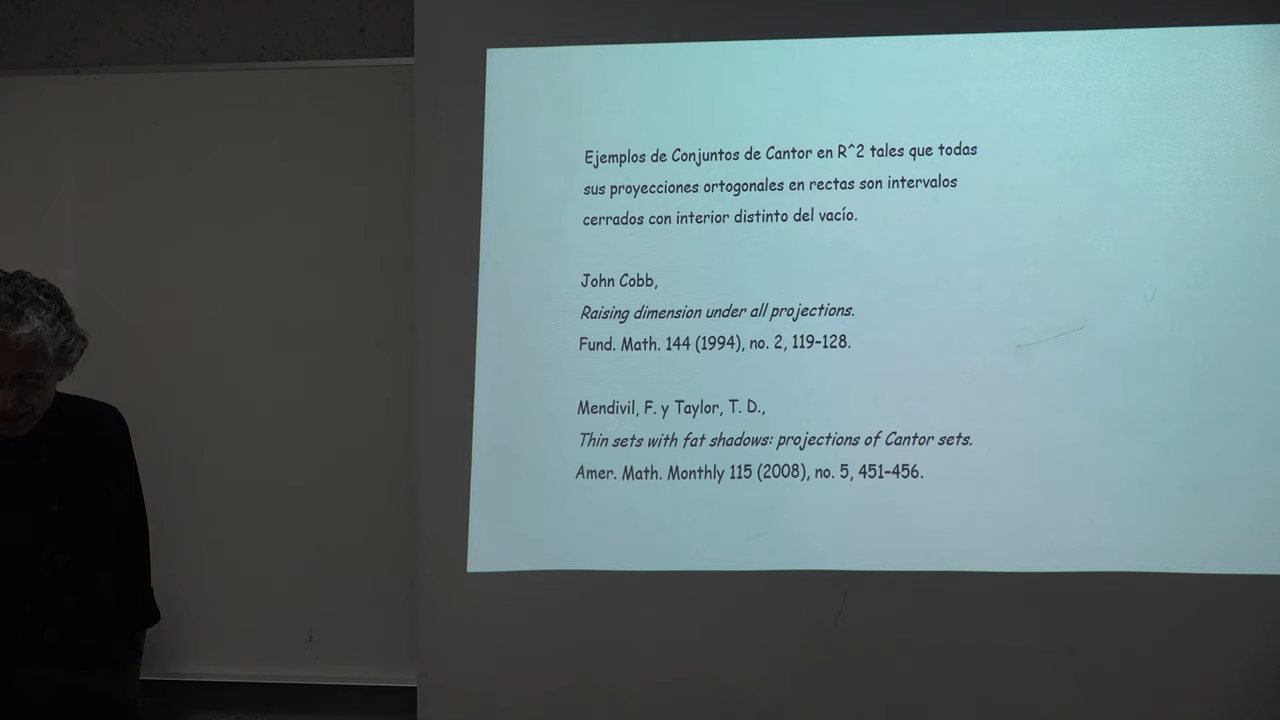 Ejemplos de Conjuntos de Cantor en R^2 tales que todas
sus proyecciones ortogonales en rectas son intervalos
cerrados con interior distinto del vacío.
John Cobb,
Raising dimension under all projections.
Fund. Math. 144 (1994), no. 2, 119-128.
Mendivil, F. y Taylor, T. D.,
Thin sets with fat shadows: projections of Cantor sets.
Amer. Math. Monthly 115 (2008), no. 5, 451-456.